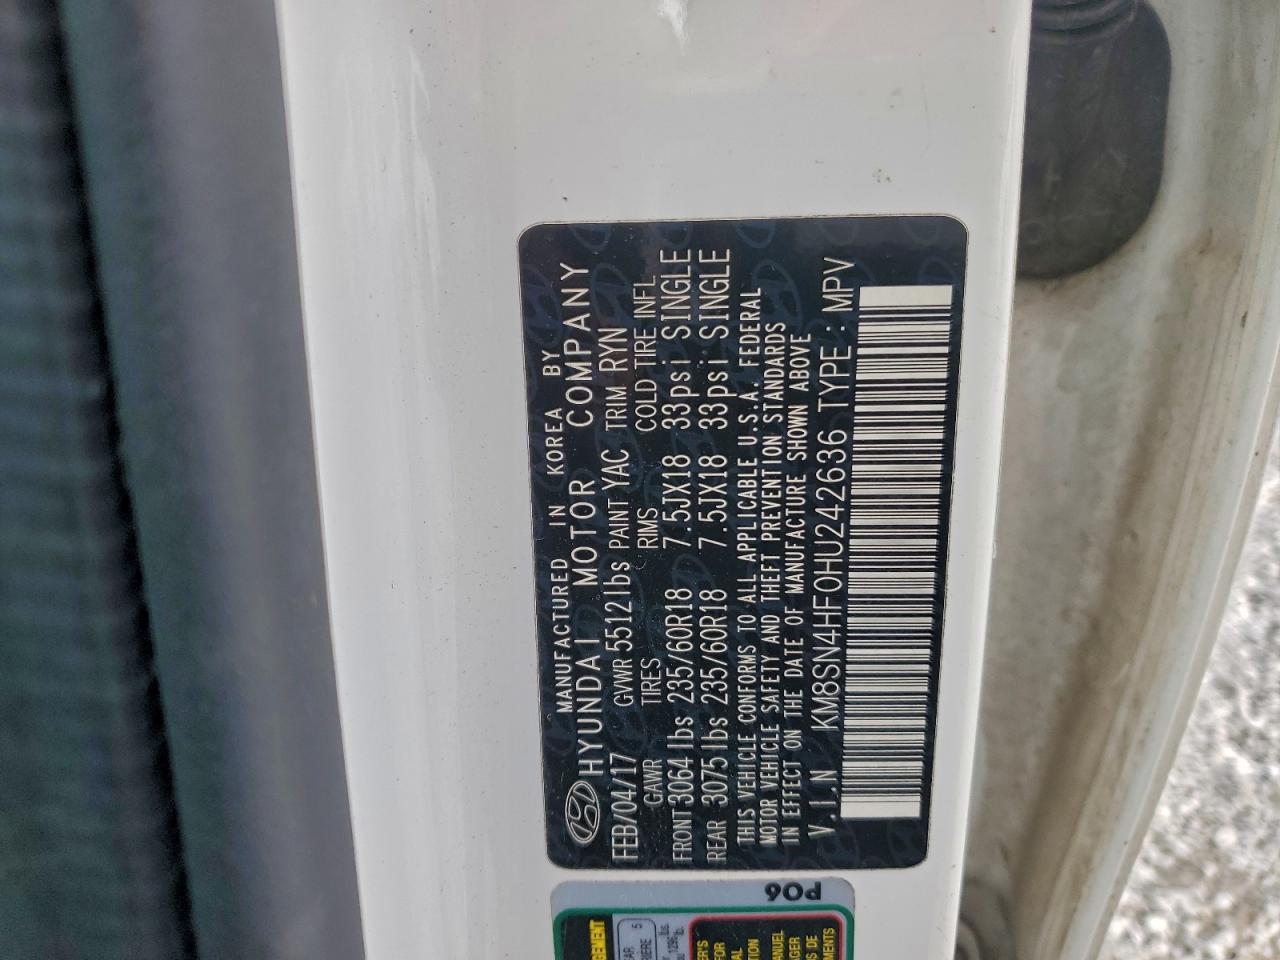 MANUFACTURED IN KOREA BY
HYUNDAI MOTOR COMPANY
FEB/04/17 GVWR 5512lbs PAINT YAC TRIM RYN
GAWR TIRES RIMS COLD TIRE INFL
FRONT 3064lbs 235/60R18 7.5JX18 33psi SINGLE
REAR 3075lbs 235/60R18 7.5JX18 33psi SINGLE
THIS VEHICLE CONFORMS TO ALL APPLICABLE U.S.A. FEDERAL
MOTOR VEHICLE SAFETY AND THEFT PREVENTION STANDARDS
IN EFFECT ON THE DATE OF MANUFACTURE SHOWN ABOVE
V.I.N KM8SN4HF0HU242636 TYPE : MPV
PO6